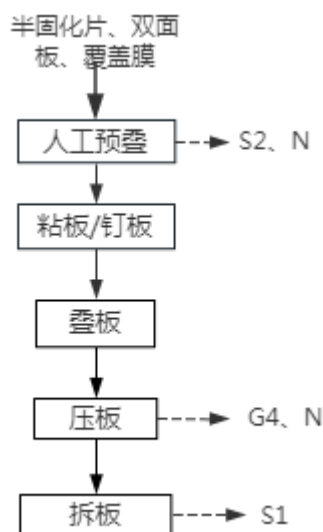 半固化片、双面
板、覆盖膜
人工预叠
S2、N
粘板/钉板
叠板
压板
G4、N
拆板
S1